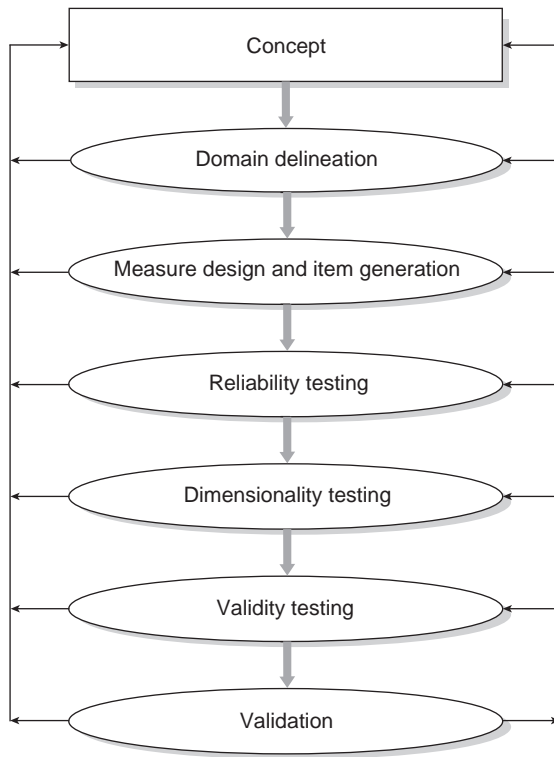 Concept
Domain delineation
Measure design and item generation
Reliability testing
Dimensionality testing
Validity testing
Validation